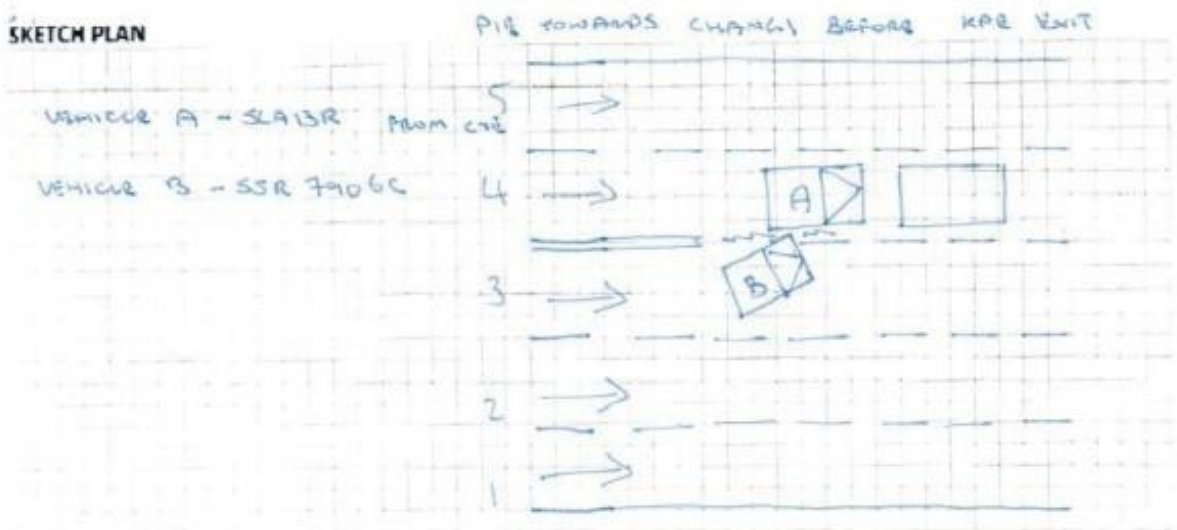 SKETCH PLAN
PIE TOWARDS CHANGI BEFORE KPE EXIT
5
VEHICLE A - SLA13R FROM CTE
VEHICLE B - SJR 7906C
4
A
3
B
2
1